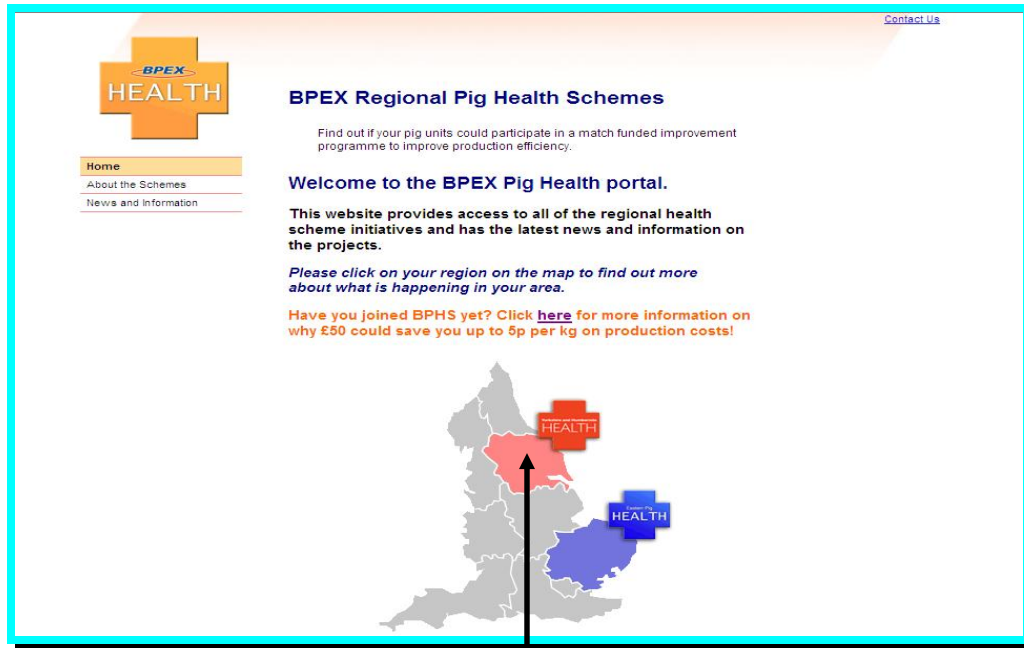 Contact Us
BPEX
HEALTH
BPEX Regional Pig Health Schemes
Find out if your pig units could participate in a match funded improvement
programme to improve production efficiency.
Home
About the Schemes
News and Information
Welcome to the BPEX Pig Health portal.
This website provides access to all of the regional health
scheme initiatives and has the latest news and information on
the projects.
Please click on your region on the map to find out more
about what is happening in your area.
Have you joined BPHS yet? Click here for more information on
why £50 could save you up to 5p per kg on production costs!
Yorkshire and Humberside
HEALTH
Eastern Pig
HEALTH